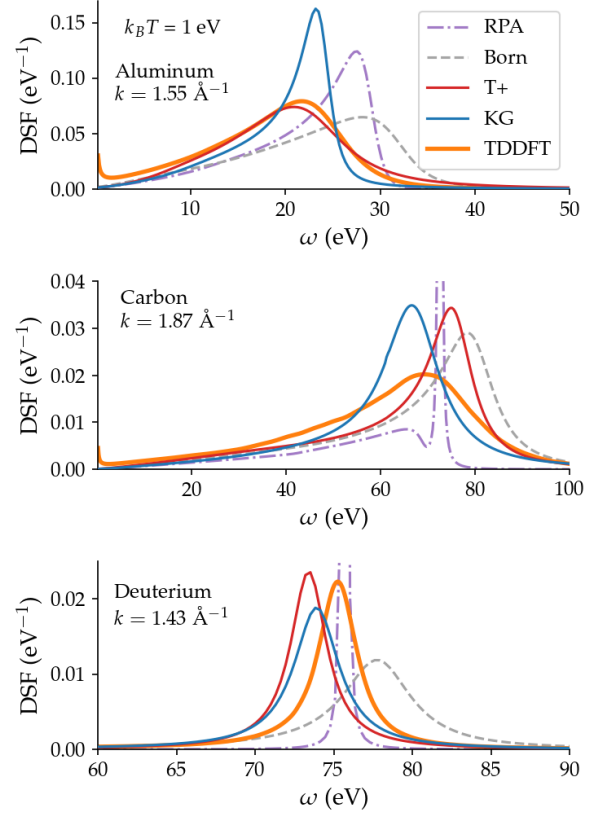 k_BT = 1 eV
Aluminum
k = 1.55 Å⁻¹
RPA
Born
T+
KG
TDDFT
DSF (eV⁻¹)
0.15
0.10
0.05
0.00
10 20 30 40 50
ω (eV)
Carbon
k = 1.87 Å⁻¹
DSF (eV⁻¹)
0.04
0.03
0.02
0.01
0.00
20 40 60 80 100
ω (eV)
Deuterium
k = 1.43 Å⁻¹
DSF (eV⁻¹)
0.02
0.01
0.00
60 65 70 75 80 85 90
ω (eV)